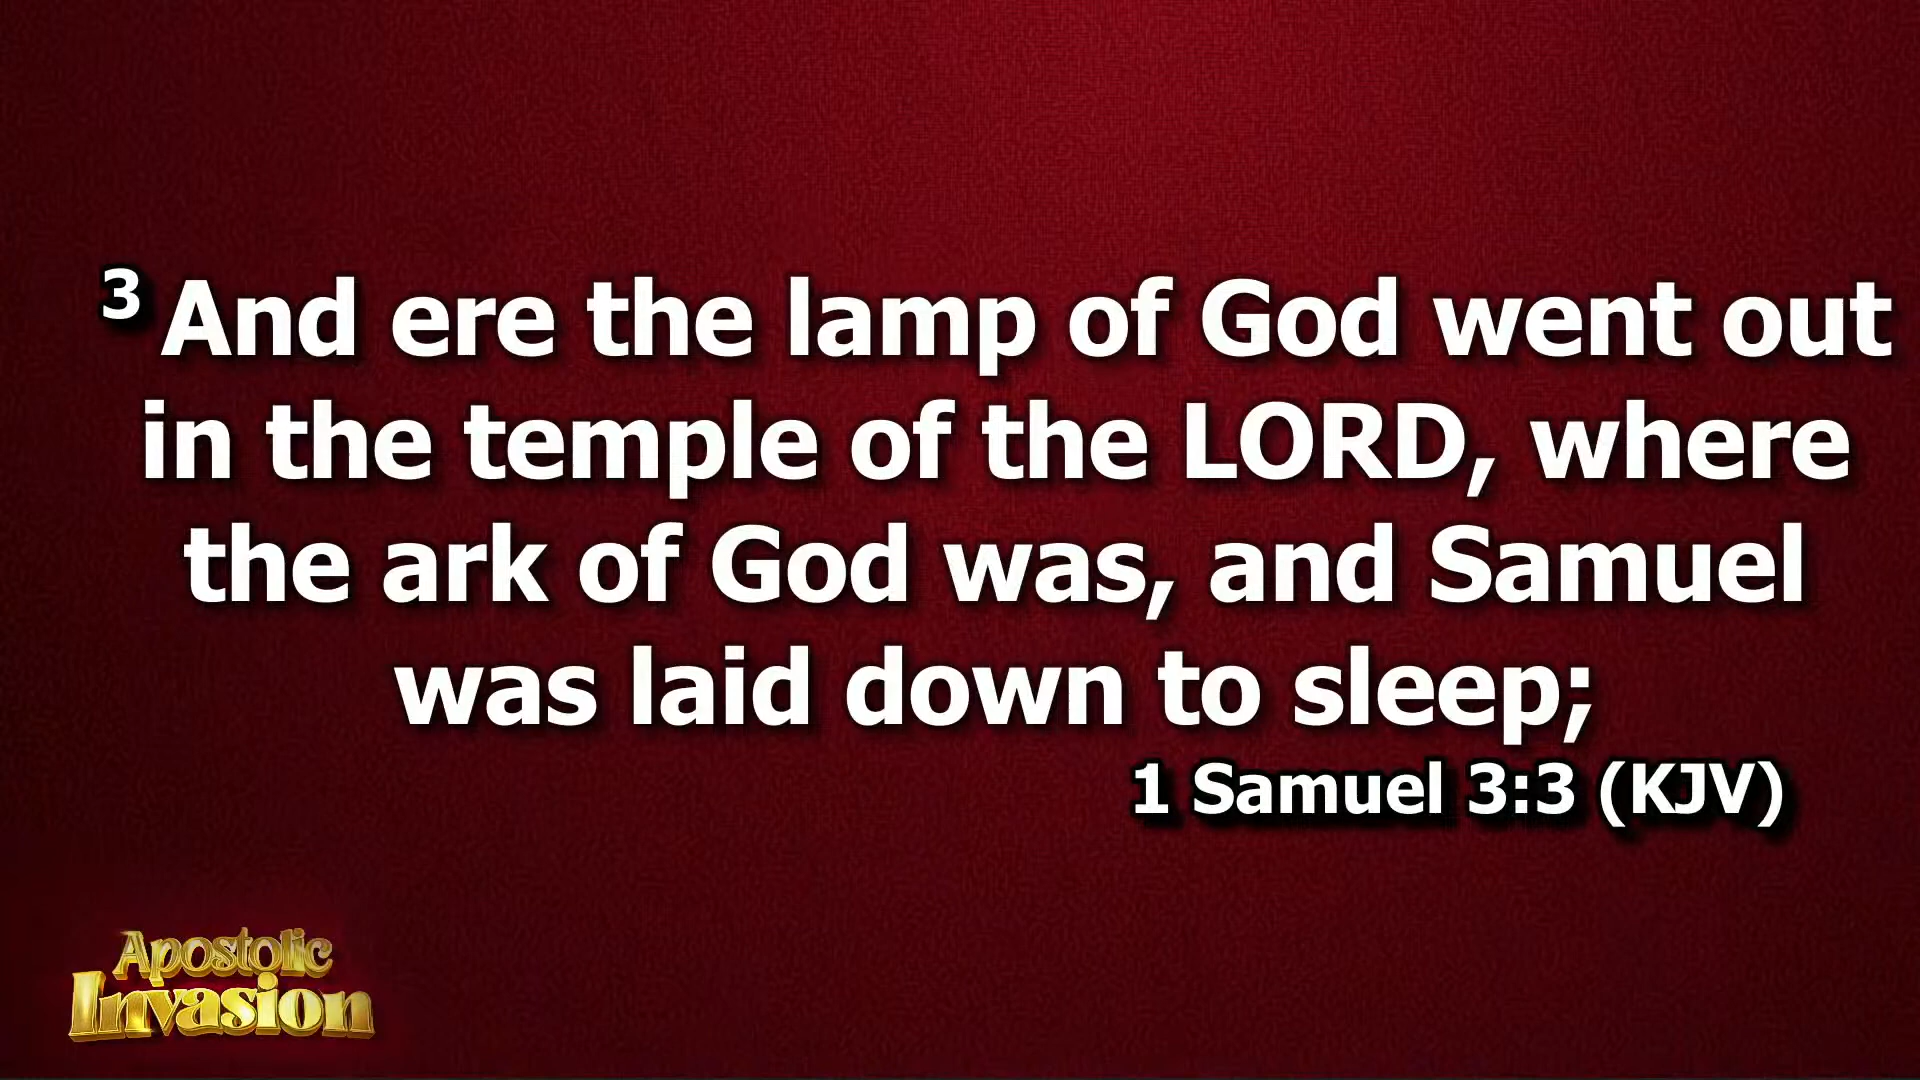 3 And ere the lamp of God went out
in the temple of the LORD, where
the ark of God was, and Samuel
was laid down to sleep;
1 Samuel 3:3 (KJV)
Apostolic
Invasion